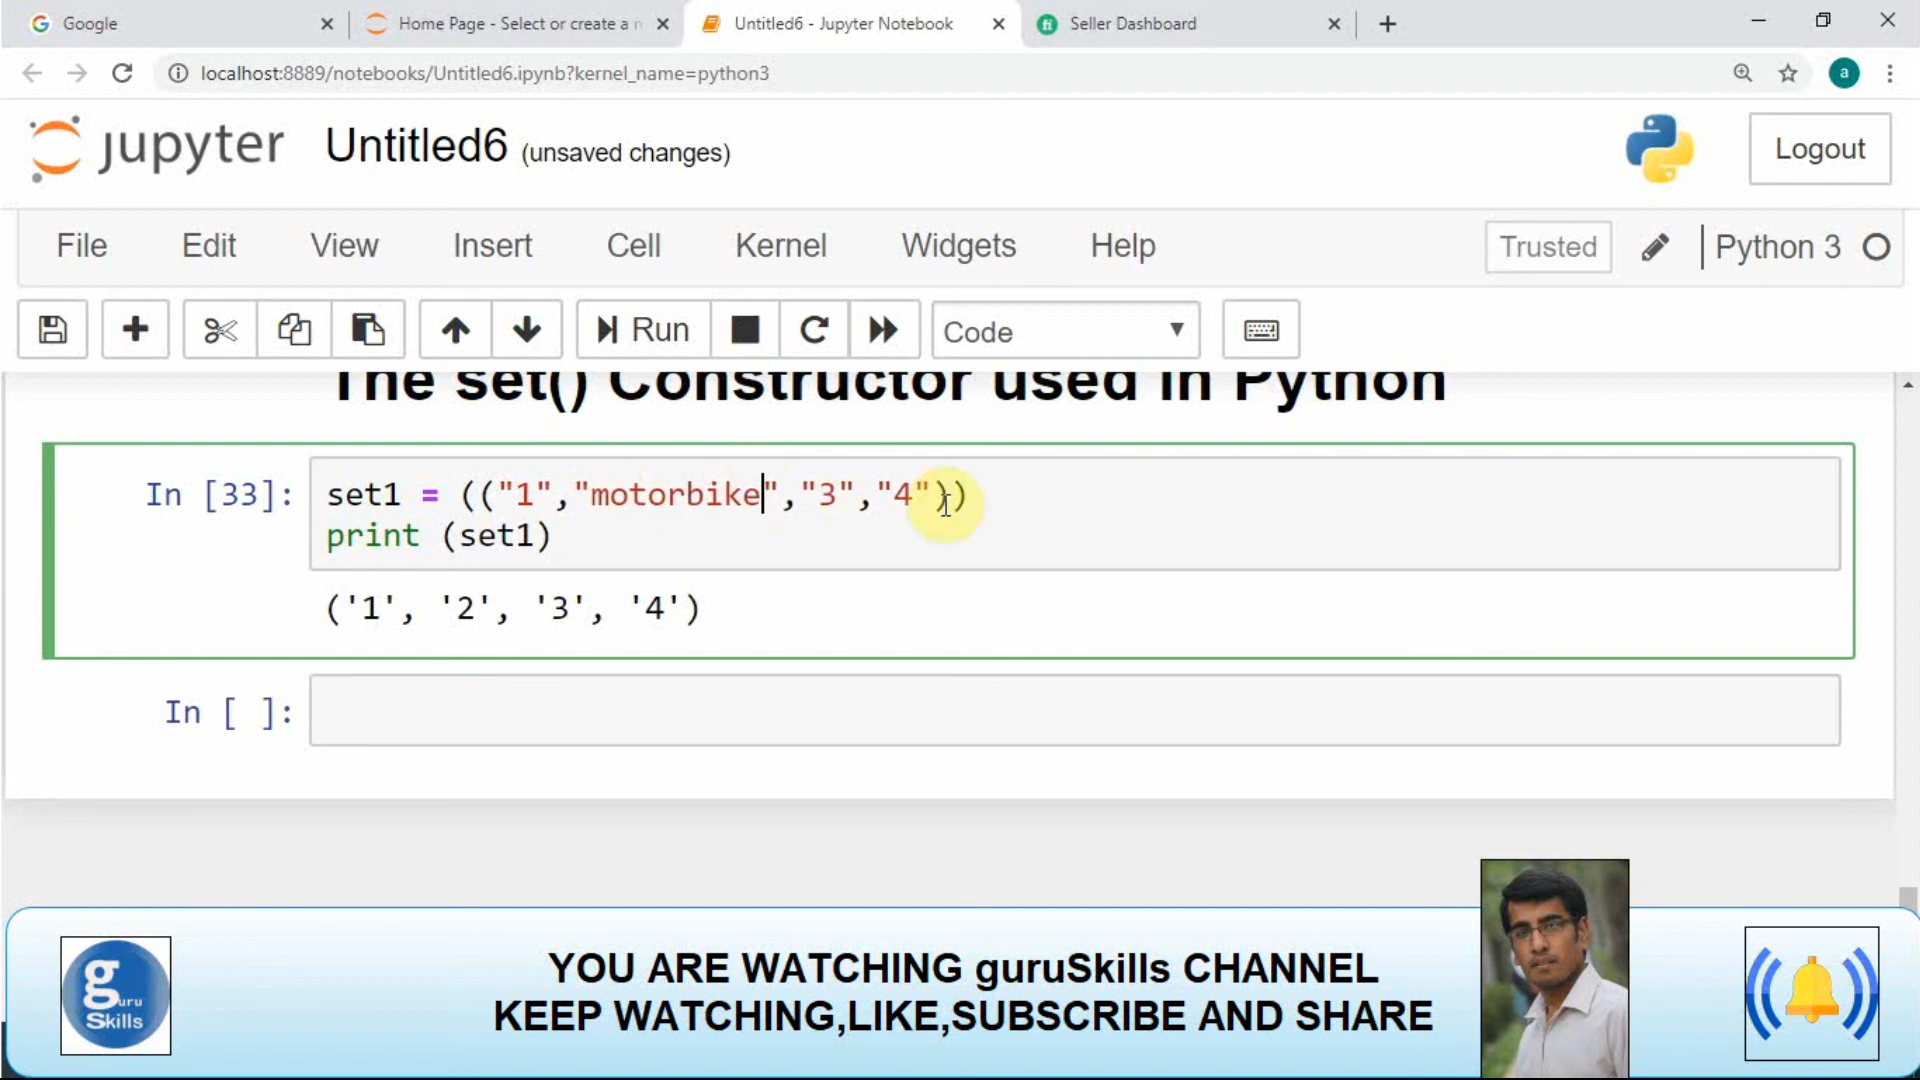 Google
Home Page - Select or create a n
Untitled6 - Jupyter Notebook
Seller Dashboard
localhost:8889/notebooks/Untitled6.ipynb?kernel_name=python3
a
jupyter Untitled6 (unsaved changes)
Logout
File Edit View Insert Cell Kernel Widgets Help
Trusted
Python 3
Run
Code
The set() Constructor used in Python
In [33]: set1 = (("1","motorbike","3","4"))
print (set1)
('1', '2', '3', '4')
In [ ]:
guru
Skills
YOU ARE WATCHING guruSkills CHANNEL
KEEP WATCHING,LIKE,SUBSCRIBE AND SHARE